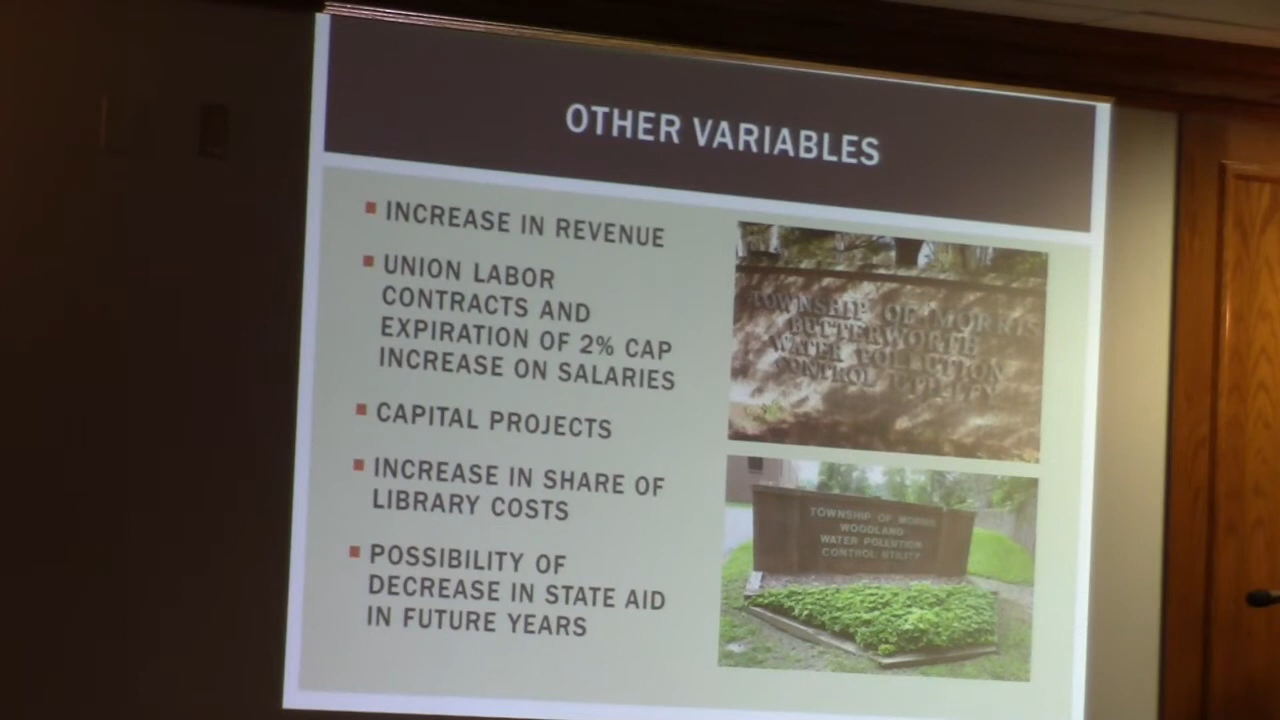 OTHER VARIABLES
INCREASE IN REVENUE
UNION LABOR
CONTRACTS AND
EXPIRATION OF 2% CAP
INCREASE ON SALARIES
CAPITAL PROJECTS
INCREASE IN SHARE OF
LIBRARY COSTS
POSSIBILITY OF
DECREASE IN STATE AID
IN FUTURE YEARS
TOWNSHIP OF MORRIS
BUTTERWORTH
WATER POLLUTION
CONTROL UTILITY
TOWNSHIP OF MORRIS
WOODLAND
WATER POLLUTION
CONTROL UTILITY